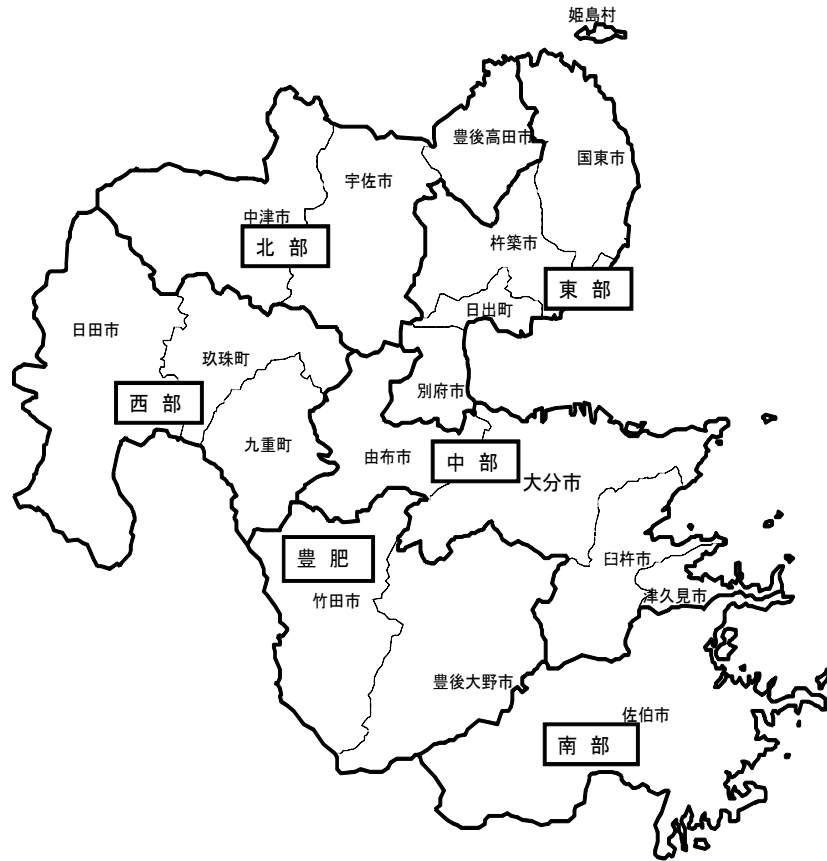 姫島村
豊後高田市
国東市
宇佐市
中津市
北部
杵築市
東部
日出町
日田市
玖珠町
別府市
西部
九重町
由布市
中部
大分市
豊肥
臼杵市
竹田市
津久見市
豊後大野市
佐伯市
南部